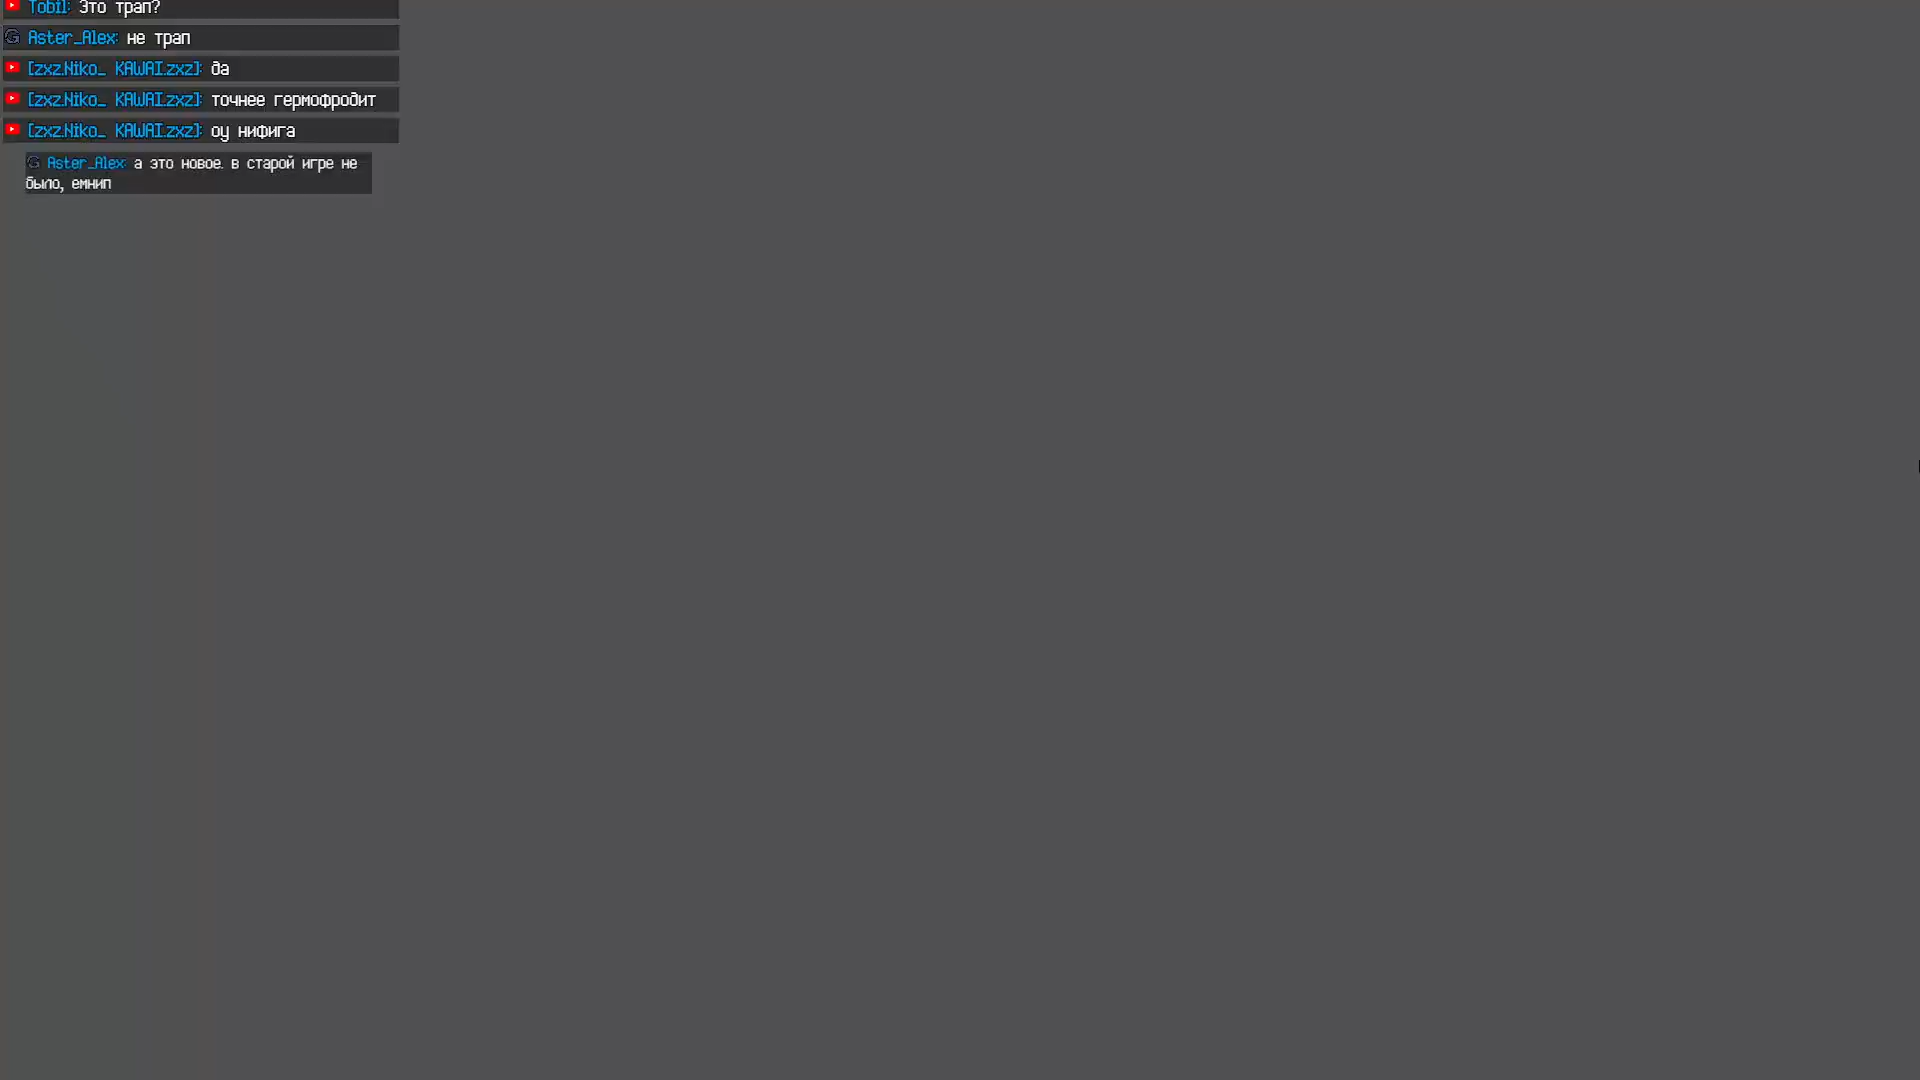 Tobil: Это трап?
Aster_Alex: не трап
[zxz.Niko_ KAWAI.zxz]: да
[zxz.Niko_ KAWAI.zxz]: точнее гермофродит
[zxz.Niko_ KAWAI.zxz]: оу нифига
Aster_Alex: а это новое. в старой игре не
было, емнип